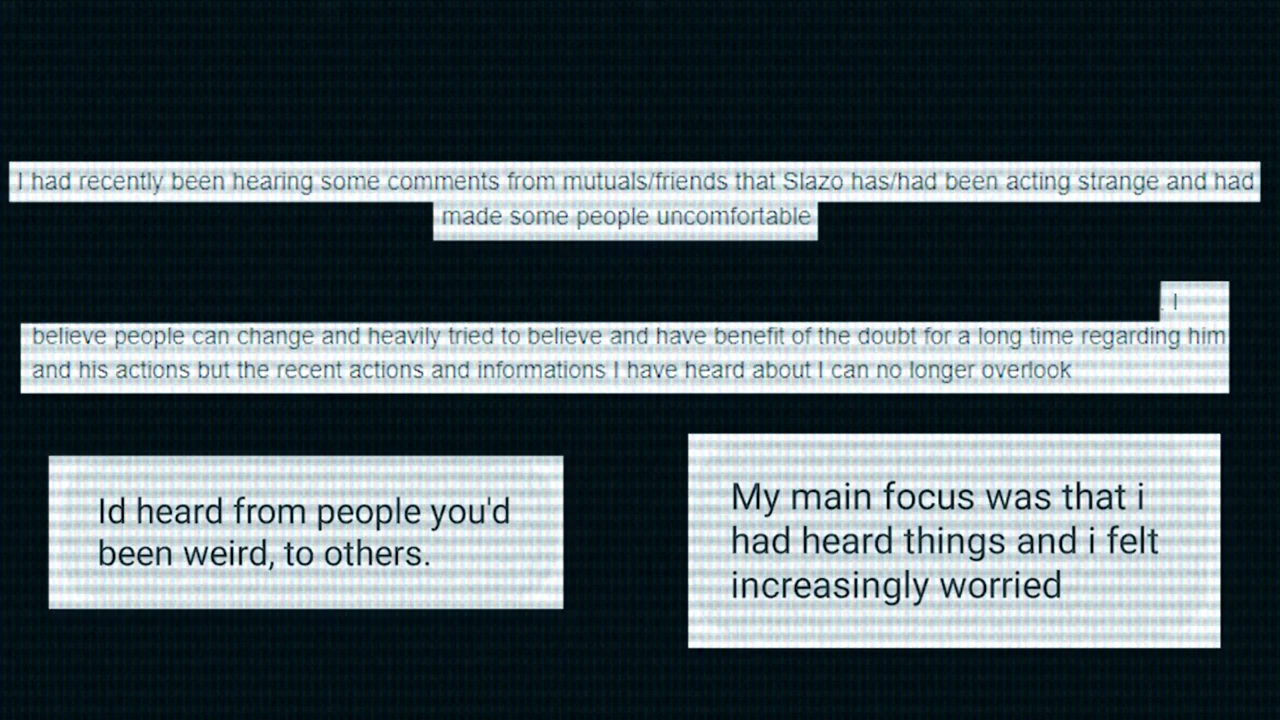 I had recently been hearing some comments from mutuals/friends that Slazo has/had been acting strange and had
made some people uncomfortable
. I
believe people can change and heavily tried to believe and have benefit of the doubt for a long time regarding him
and his actions but the recent actions and informations I have heard about I can no longer overlook
Id heard from people you'd
been weird, to others.
My main focus was that i
had heard things and i felt
increasingly worried